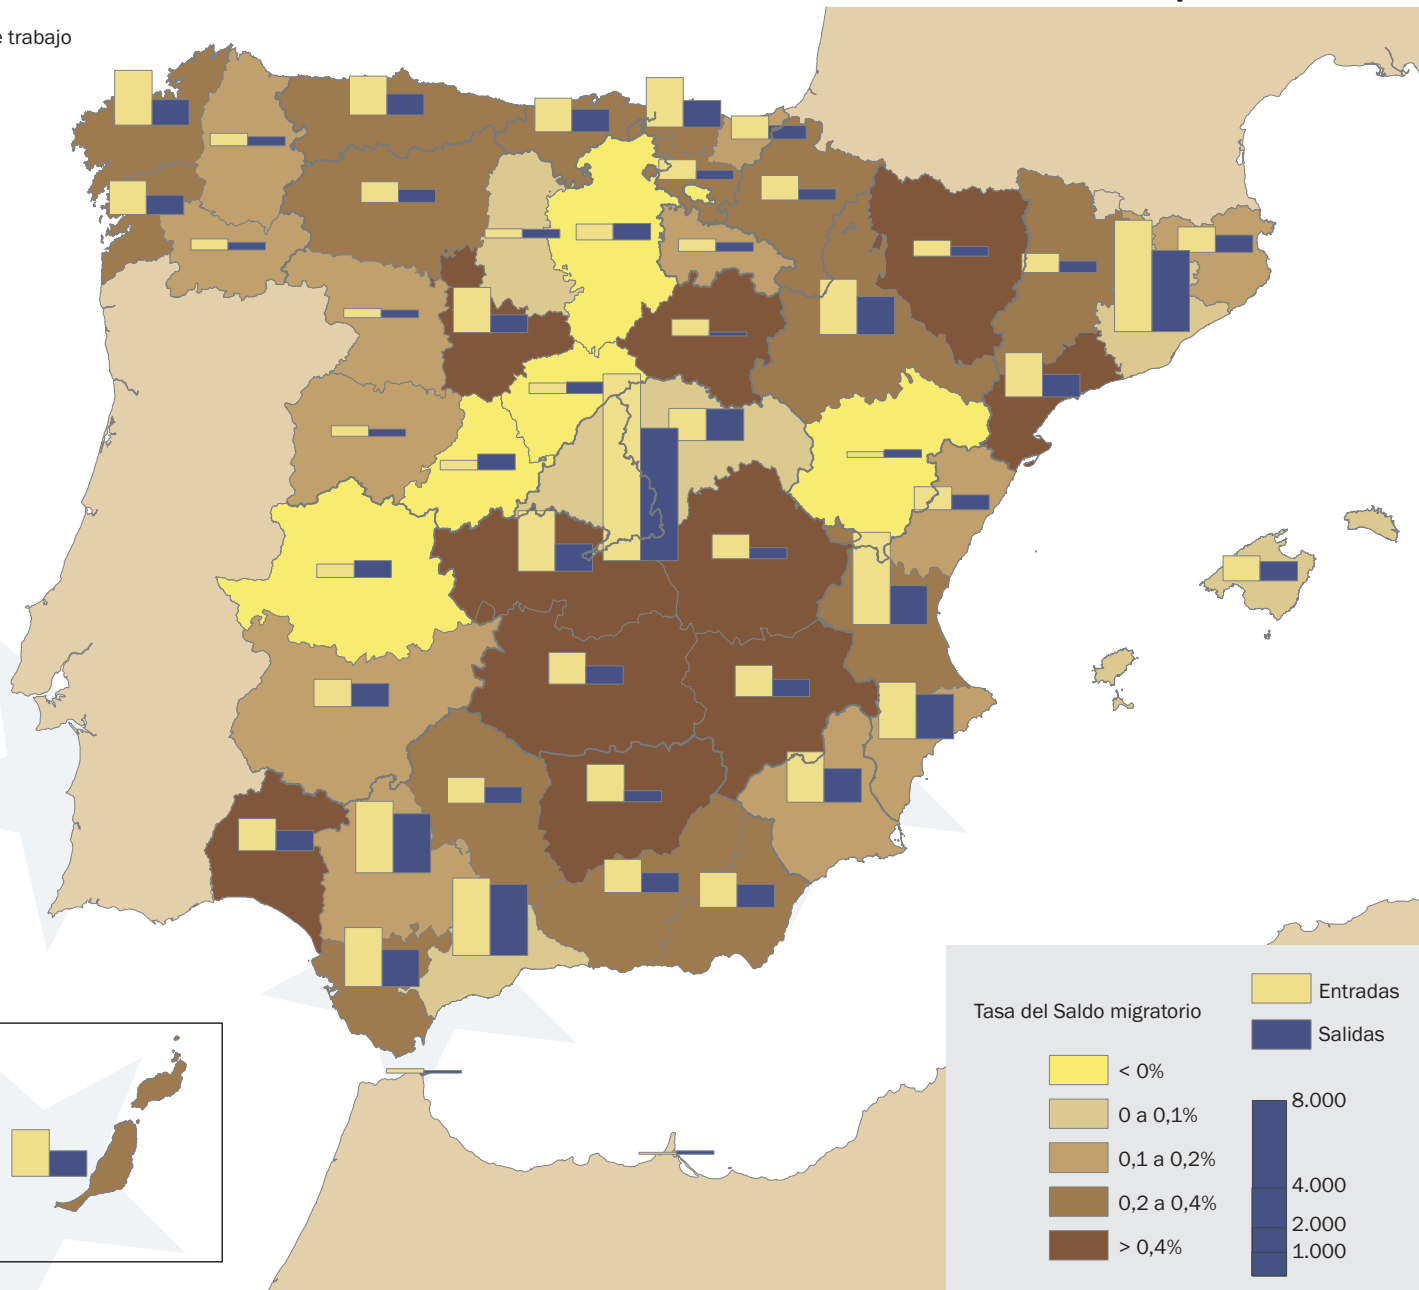 trabajo
Entradas
Tasa del Saldo migratorio
Salidas
< 0%
8.000
0 a 0,1%
0,1 a 0,2%
4.000
0,2 a 0,4%
2.000
1.000
> 0,4%